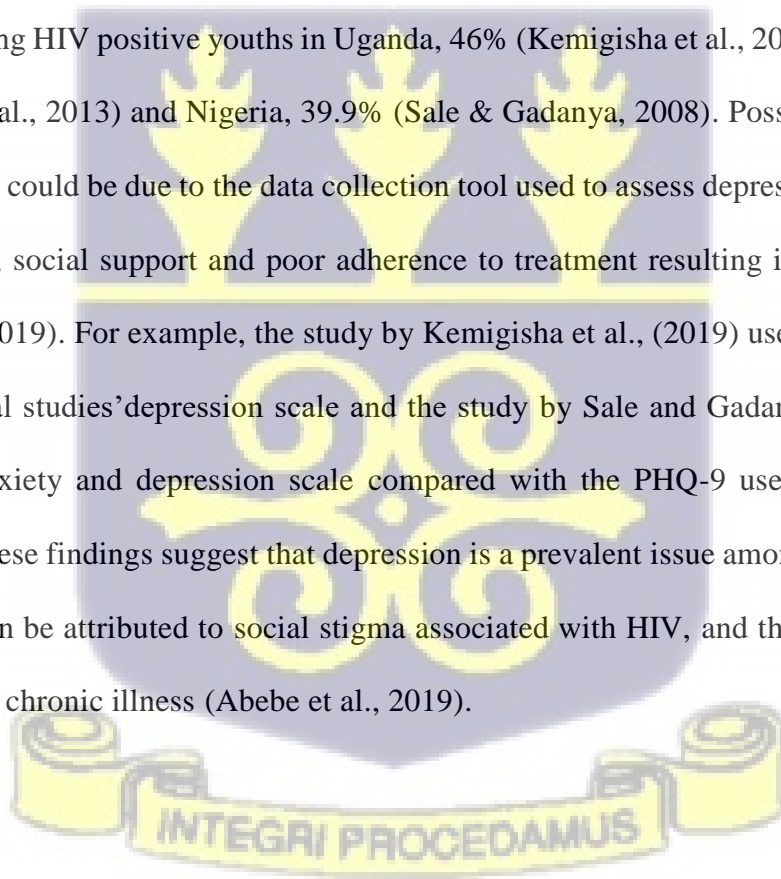 ng HIV positive youths in Uganda, 46% (Kemigisha et al., 20
al., 2013) and Nigeria, 39.9% (Sale & Gadanya, 2008). Poss
could be due to the data collection tool used to assess depres
social support and poor adherence to treatment resulting i
019). For example, the study by Kemigisha et al., (2019) use
al studies’depression scale and the study by Sale and Gadan
xiety and depression scale compared with the PHQ-9 use
ese findings suggest that depression is a prevalent issue amon
n be attributed to social stigma associated with HIV, and th
chronic illness (Abebe et al., 2019).
INTEGRI PROCEDAMUS